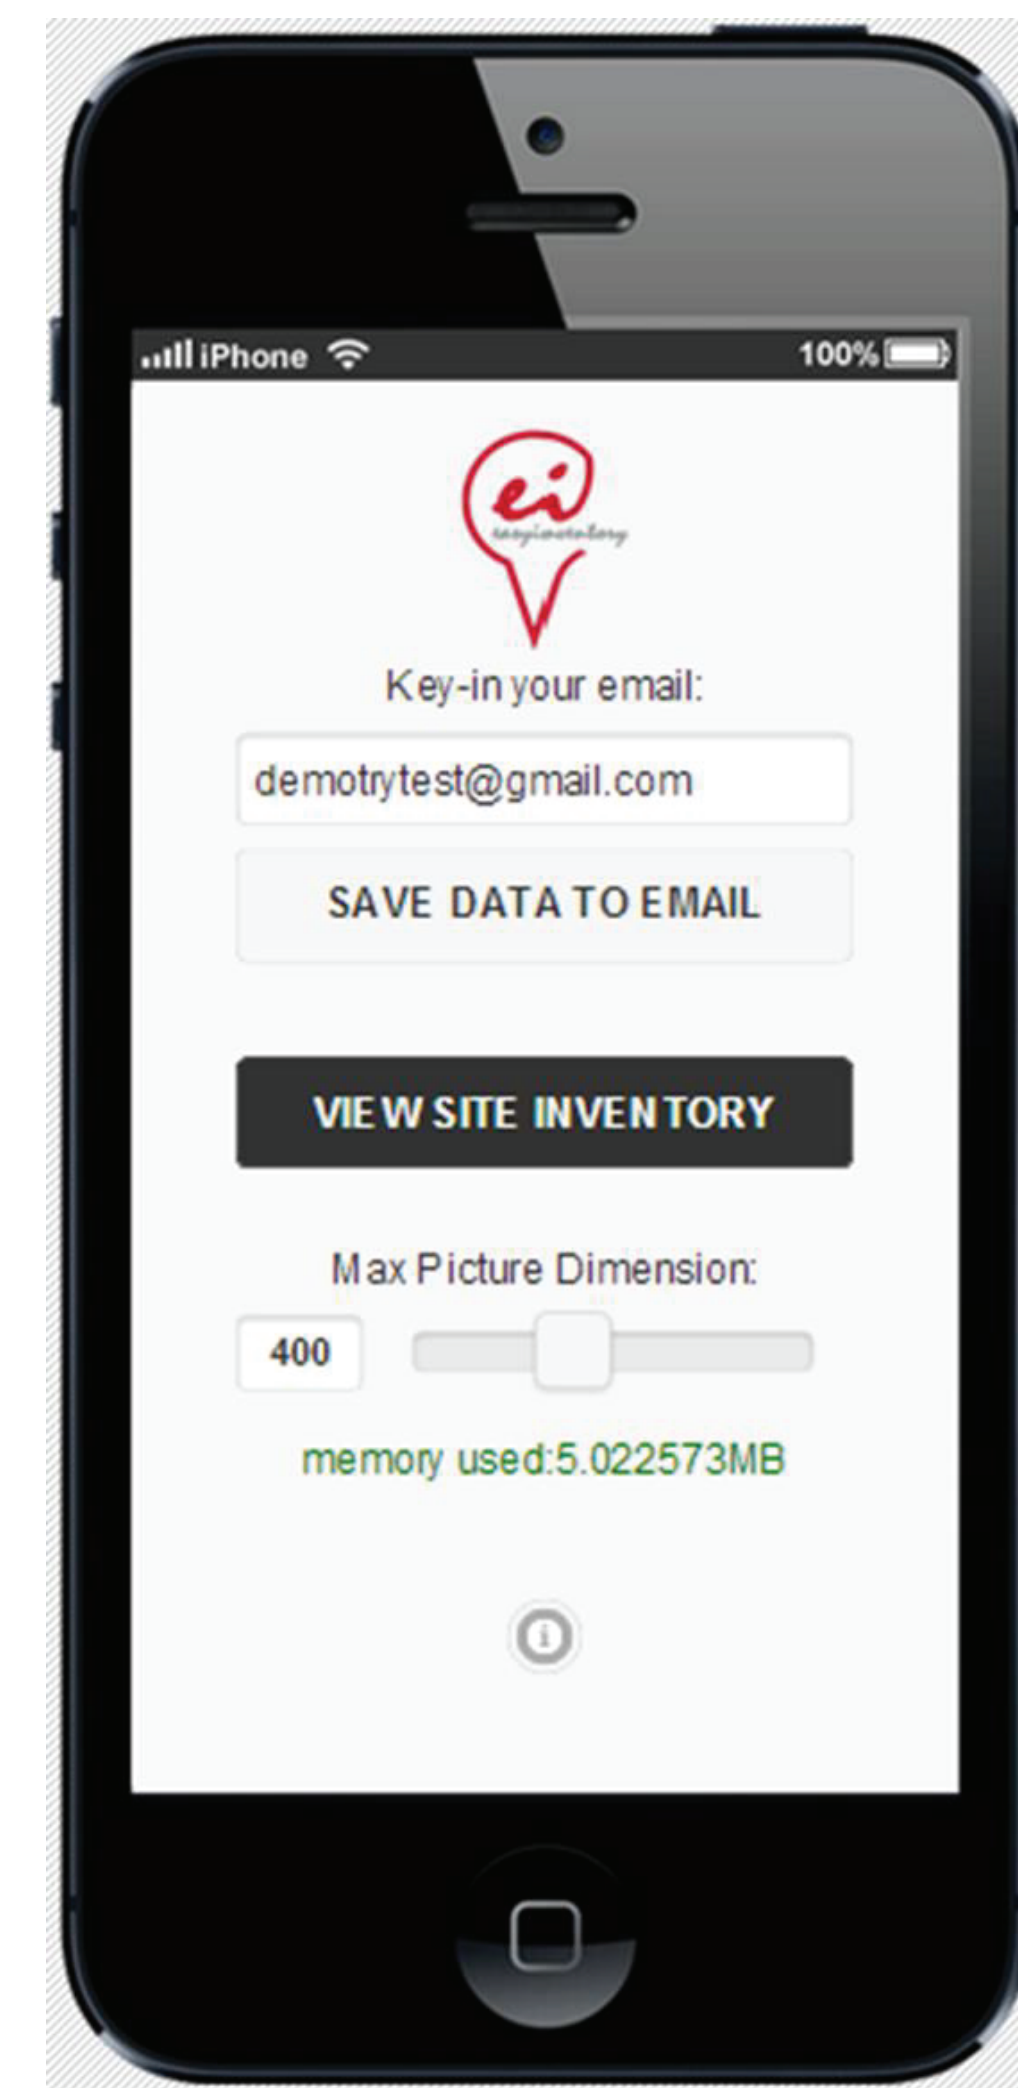 iPhone 100%
ei
easyinventory
Key-in your email:
demotrytest@gmail.com
SAVE DATA TO EMAIL
VIEW SITE INVENTORY
Max Picture Dimension:
400
memory used:5.022573MB
i